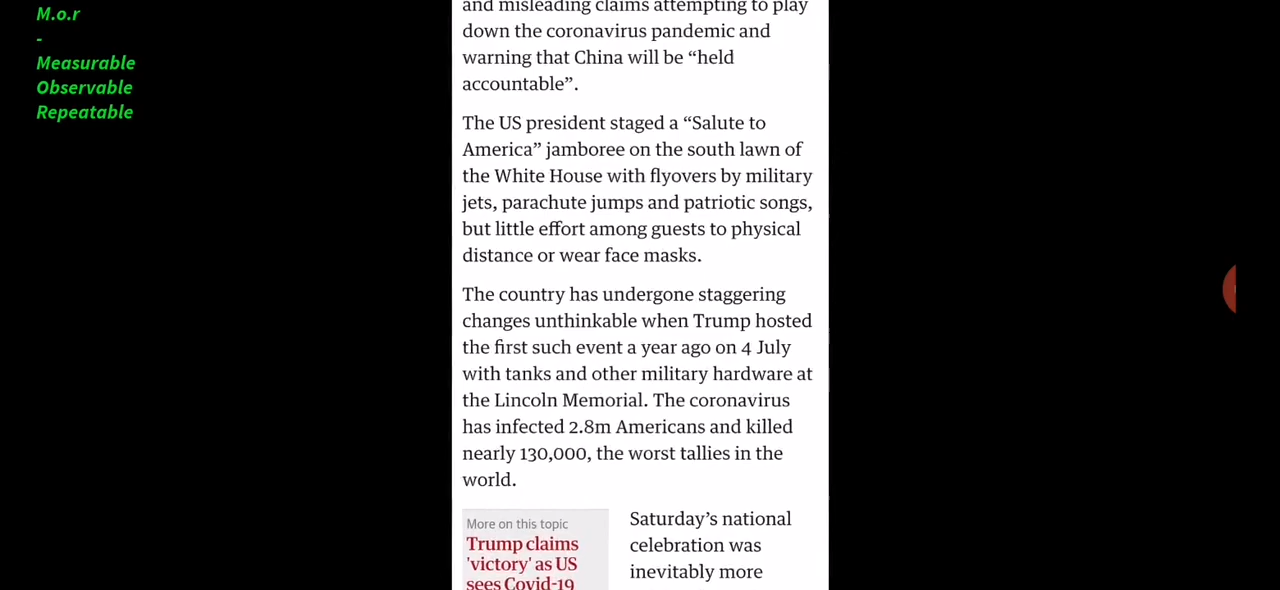 M.o.r
-
Measurable
Observable
Repeatable
and misleading claims attempting to play
down the coronavirus pandemic and
warning that China will be “held
accountable”.
The US president staged a “Salute to
America” jamboree on the south lawn of
the White House with flyovers by military
jets, parachute jumps and patriotic songs,
but little effort among guests to physical
distance or wear face masks.
The country has undergone staggering
changes unthinkable when Trump hosted
the first such event a year ago on 4 July
with tanks and other military hardware at
the Lincoln Memorial. The coronavirus
has infected 2.8m Americans and killed
nearly 130,000, the worst tallies in the
world.
More on this topic
Trump claims
'victory' as US
sees Covid-19
Saturday’s national
celebration was
inevitably more